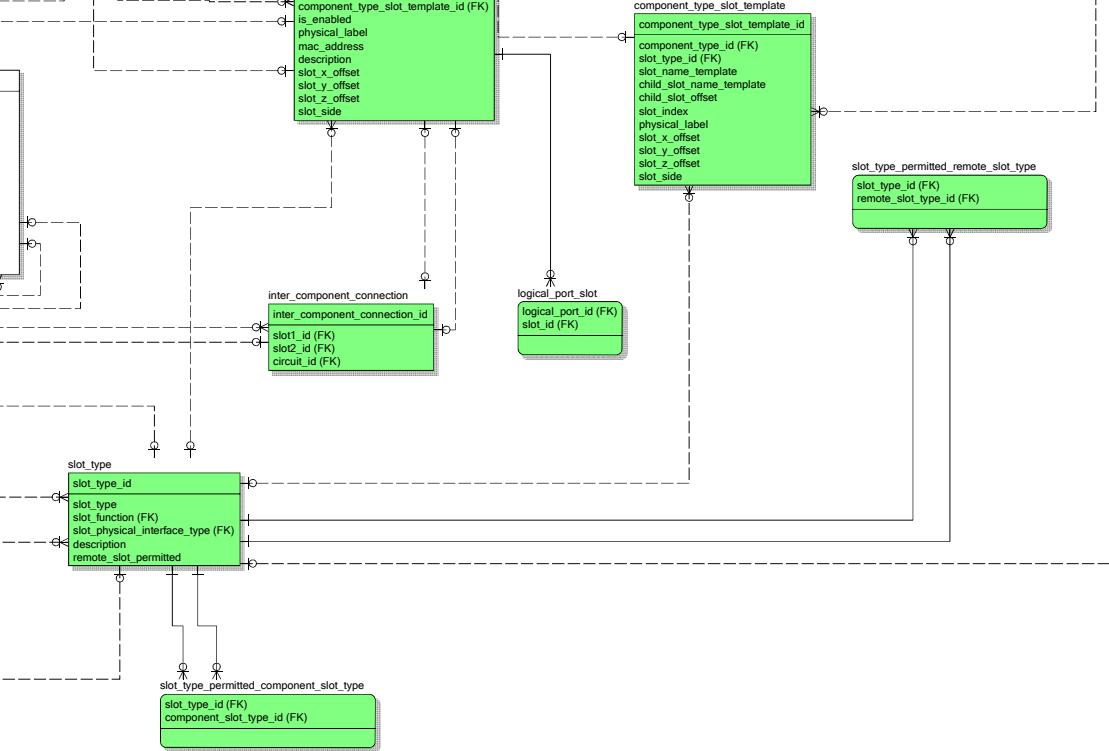 component_type_slot_template_id (FK)
is_enabled
physical_label
mac_address
description
slot_x_offset
slot_y_offset
slot_z_offset
slot_side
component_type_slot_template
component_type_slot_template_id
component_type_id (FK)
slot_type_id (FK)
slot_name_template
child_slot_name_template
child_slot_offset
slot_index
physical_label
slot_x_offset
slot_y_offset
slot_z_offset
slot_side
slot_type_permitted_remote_slot_type
slot_type_id (FK)
remote_slot_type_id (FK)
inter_component_connection
inter_component_connection_id
slot1_id (FK)
slot2_id (FK)
circuit_id (FK)
logical_port_slot
logical_port_id (FK)
slot_id (FK)
slot_type
slot_type_id
slot_type
slot_function (FK)
slot_physical_interface_type (FK)
description
remote_slot_permitted
slot_type_permitted_component_slot_type
slot_type_id (FK)
component_slot_type_id (FK)